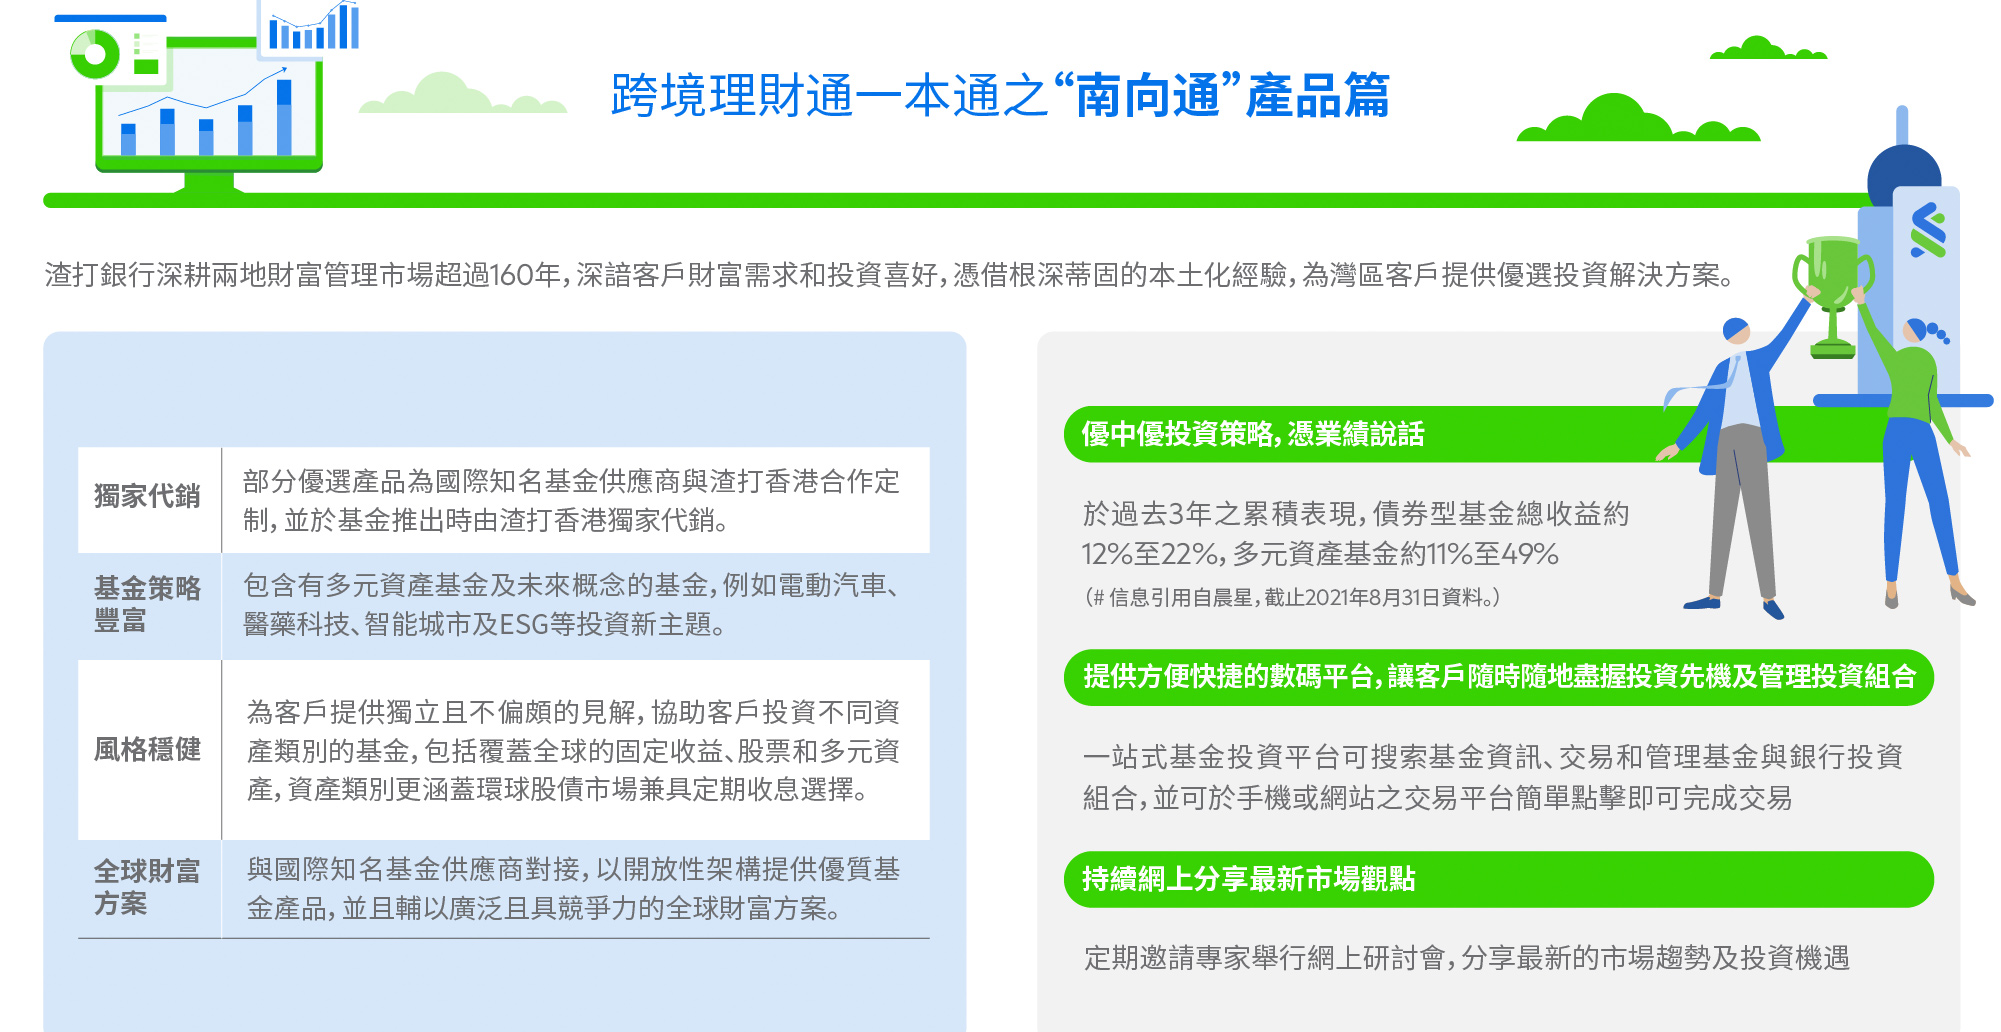 跨境理財通一本通之“南向通”產品篇
渣打銀行深耕兩地財富管理市場超過160年，深諳客戶財富需求和投資喜好，憑借根深蒂固的本土化經驗，為灣區客戶提供優選投資解決方案。
獨家代銷
部分優選產品為國際知名基金供應商與渣打香港合作定
制，並於基金推出時由渣打香港獨家代銷。
基金策略
豐富
包含有多元資產基金及未來概念的基金，例如電動汽車、
醫藥科技、智能城市及ESG等投資新主題。
風格穩健
為客戶提供獨立且不偏頗的見解，協助客戶投資不同資
產類別的基金，包括覆蓋全球的固定收益、股票和多元資
產，資產類別更涵蓋環球股債市場兼具定期收息選擇。
全球財富
方案
與國際知名基金供應商對接，以開放性架構提供優質基
金產品，並且輔以廣泛且具競爭力的全球財富方案。
優中優投資策略，憑業績說話
於過去3年之累積表現，債券型基金總收益約
12%至22%，多元資產基金約11%至49%
（# 信息引用自晨星，截止2021年8月31日資料。）
提供方便快捷的數碼平台，讓客戶隨時隨地盡握投資先機及管理投資組合
一站式基金投資平台可搜索基金資訊、交易和管理基金與銀行投資
組合，並可於手機或網站之交易平台簡單點擊即可完成交易
持續網上分享最新市場觀點
定期邀請專家舉行網上研討會，分享最新的市場趨勢及投資機遇